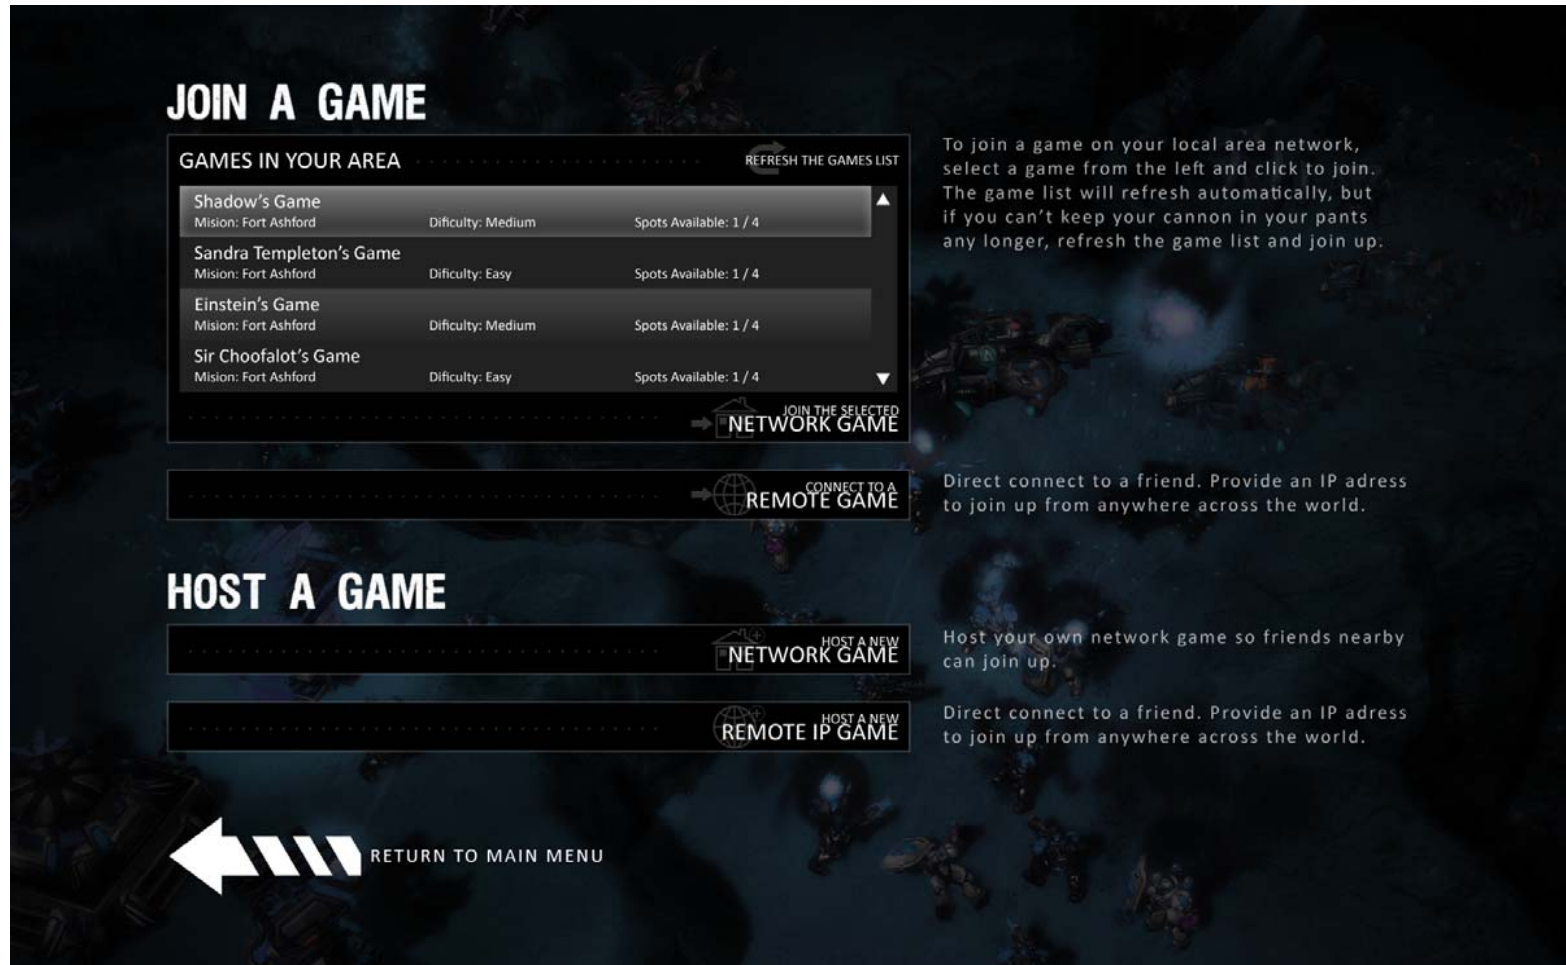 JOIN A GAME
GAMES IN YOUR AREA
REFRESH THE GAMES LIST
Shadow's Game
Mision: Fort Ashford Dificulty: Medium Spots Available: 1 / 4
Sandra Templeton's Game
Mision: Fort Ashford Dificulty: Easy Spots Available: 1 / 4
Einstein's Game
Mision: Fort Ashford Dificulty: Medium Spots Available: 1 / 4
Sir Choofalot's Game
Mision: Fort Ashford Dificulty: Easy Spots Available: 1 / 4
JOIN THE SELECTED
NETWORK GAME
To join a game on your local area network,
select a game from the left and click to join.
The game list will refresh automatically, but
if you can't keep your cannon in your pants
any longer, refresh the game list and join up.
CONNECT TO A
REMOTE GAME
Direct connect to a friend. Provide an IP adress
to join up from anywhere across the world.
HOST A GAME
HOST A NEW
NETWORK GAME
Host your own network game so friends nearby
can join up.
HOST A NEW
REMOTE IP GAME
Direct connect to a friend. Provide an IP adress
to join up from anywhere across the world.
RETURN TO MAIN MENU